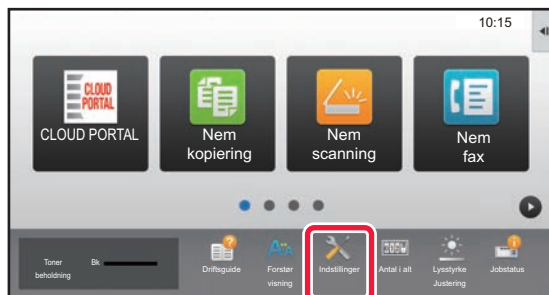 10:15
CLOUD
PORTAL
CLOUD PORTAL
Nem
kopiering
Nem
scanning
Nem
fax
Toner
beholdning
Bk
Driftsguide
Forstør
visning
Indstillinger
Antal i alt
Lysstyrke
Justering
Jobstatus